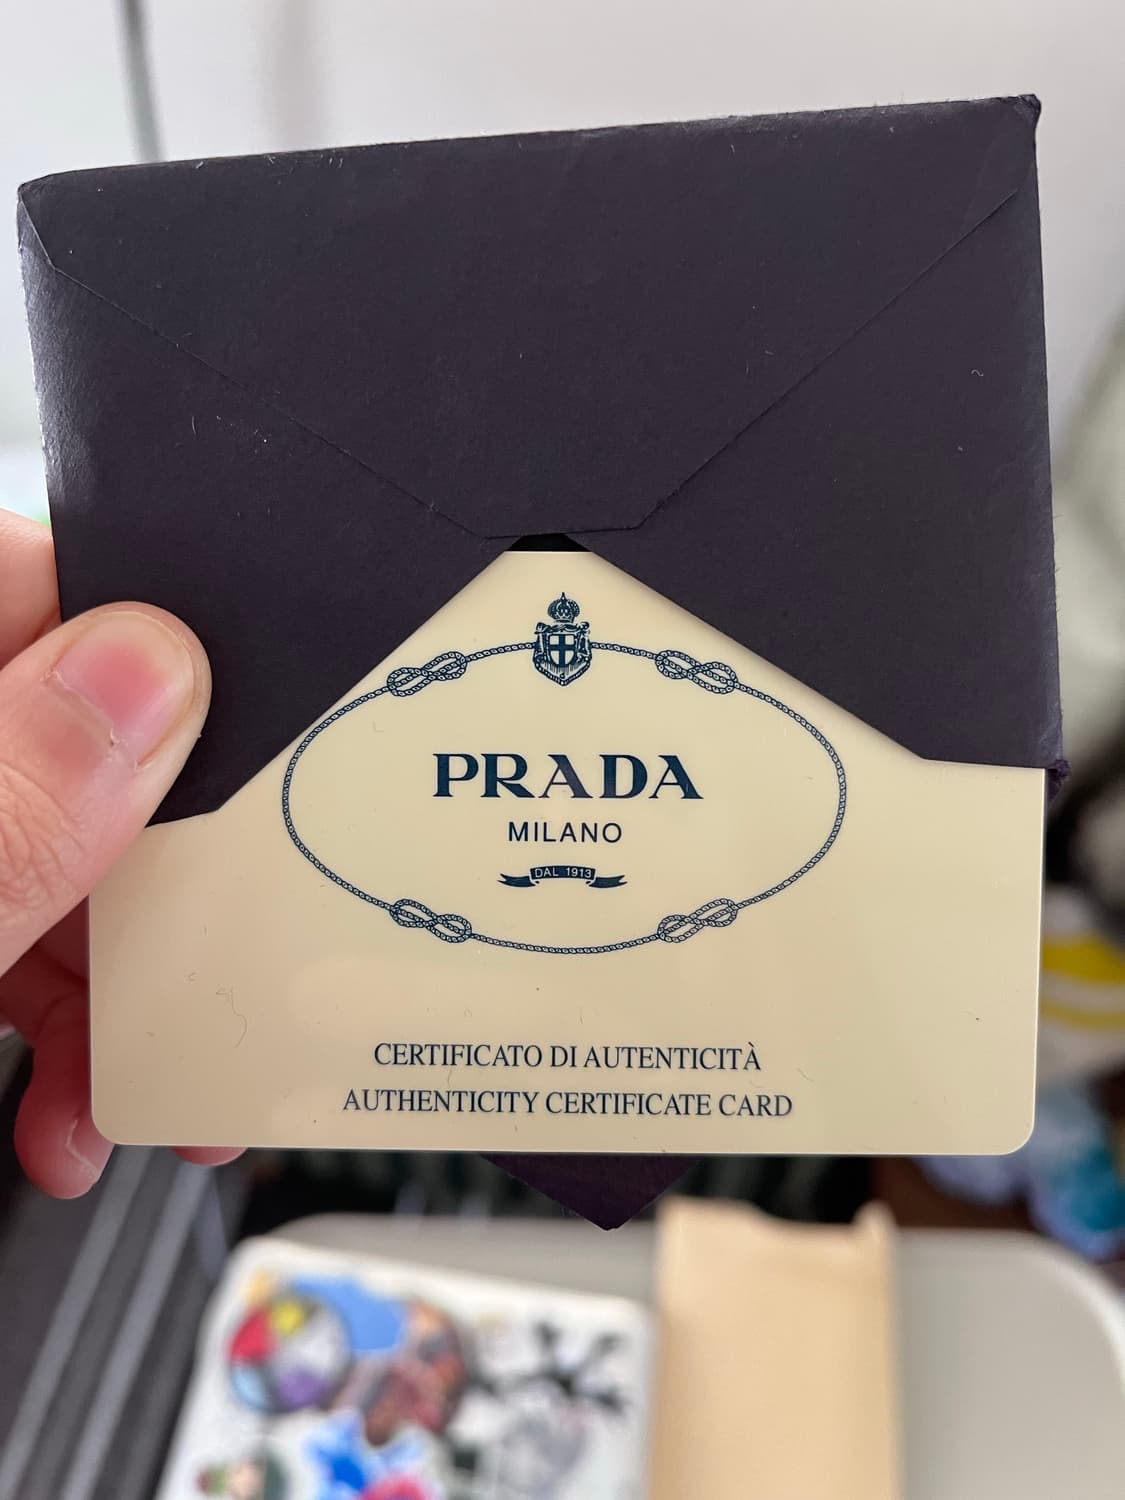 PRADA
MILANO
DAL 1913
CERTIFICATO DI AUTENTICITÀ
AUTHENTICITY CERTIFICATE CARD